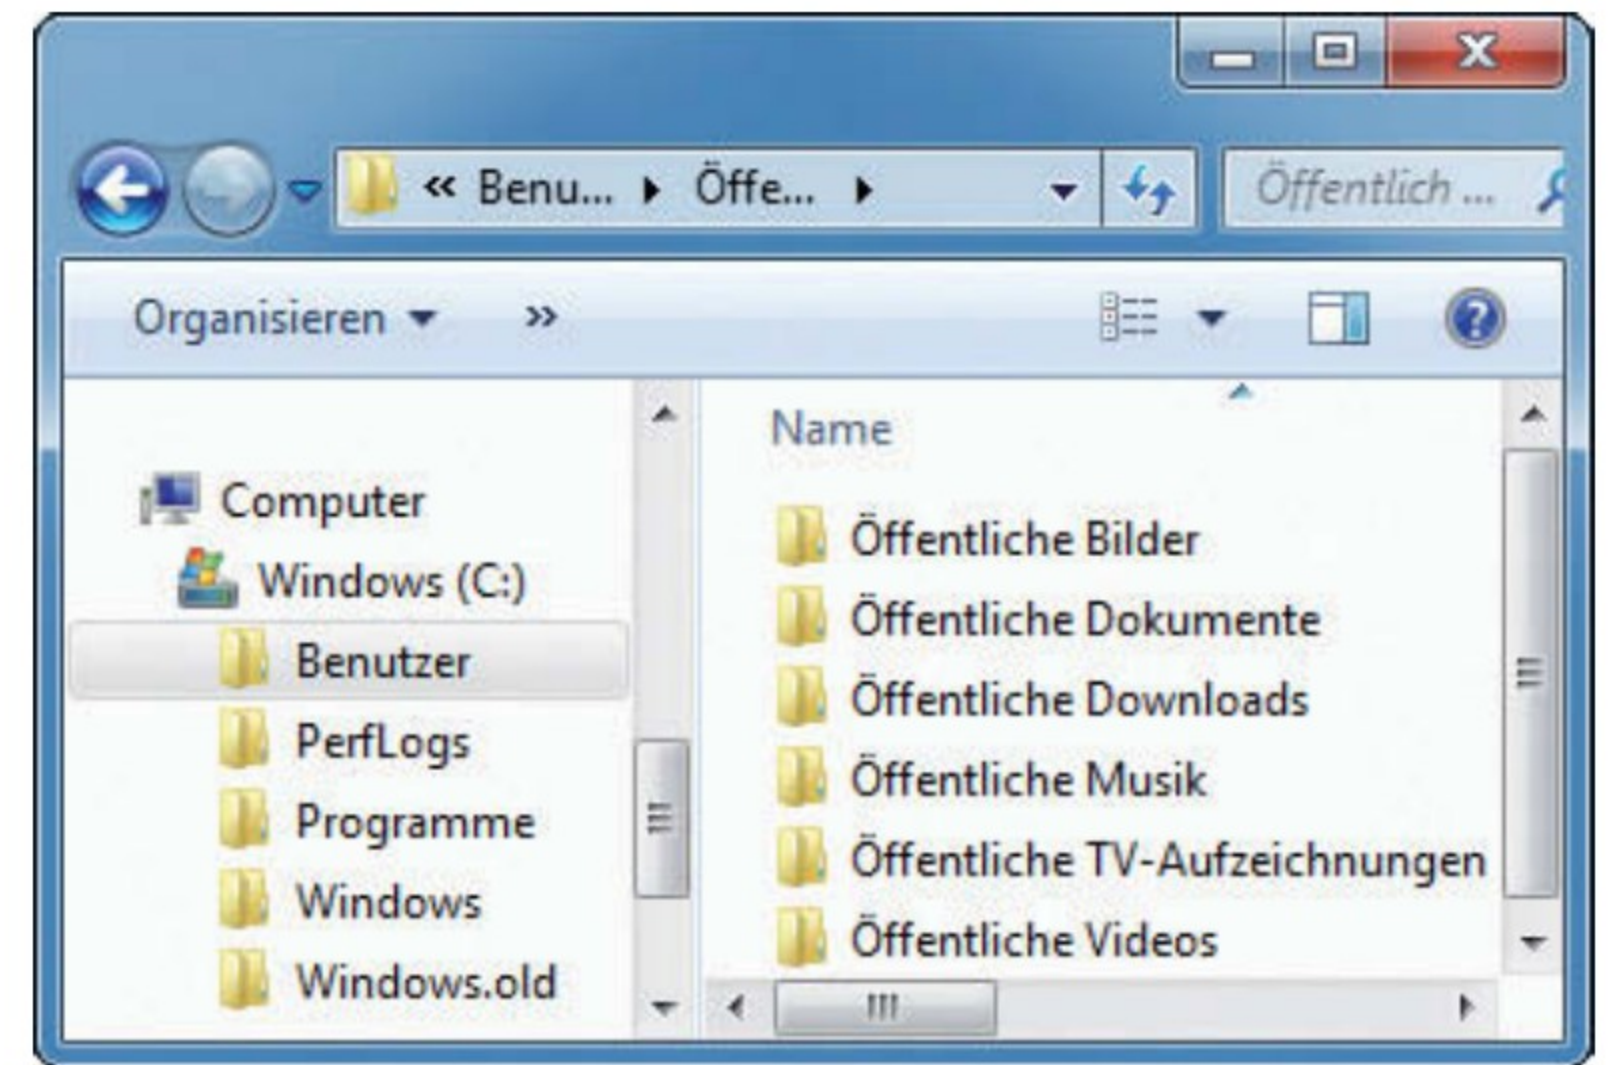 « Benu... Öffe... Öffentlich ...
Organisieren »
Computer
Windows (C:)
Benutzer
PerfLogs
Programme
Windows
Windows.old
Name
Öffentliche Bilder
Öffentliche Dokumente
Öffentliche Downloads
Öffentliche Musik
Öffentliche TV-Aufzeichnungen
Öffentliche Videos